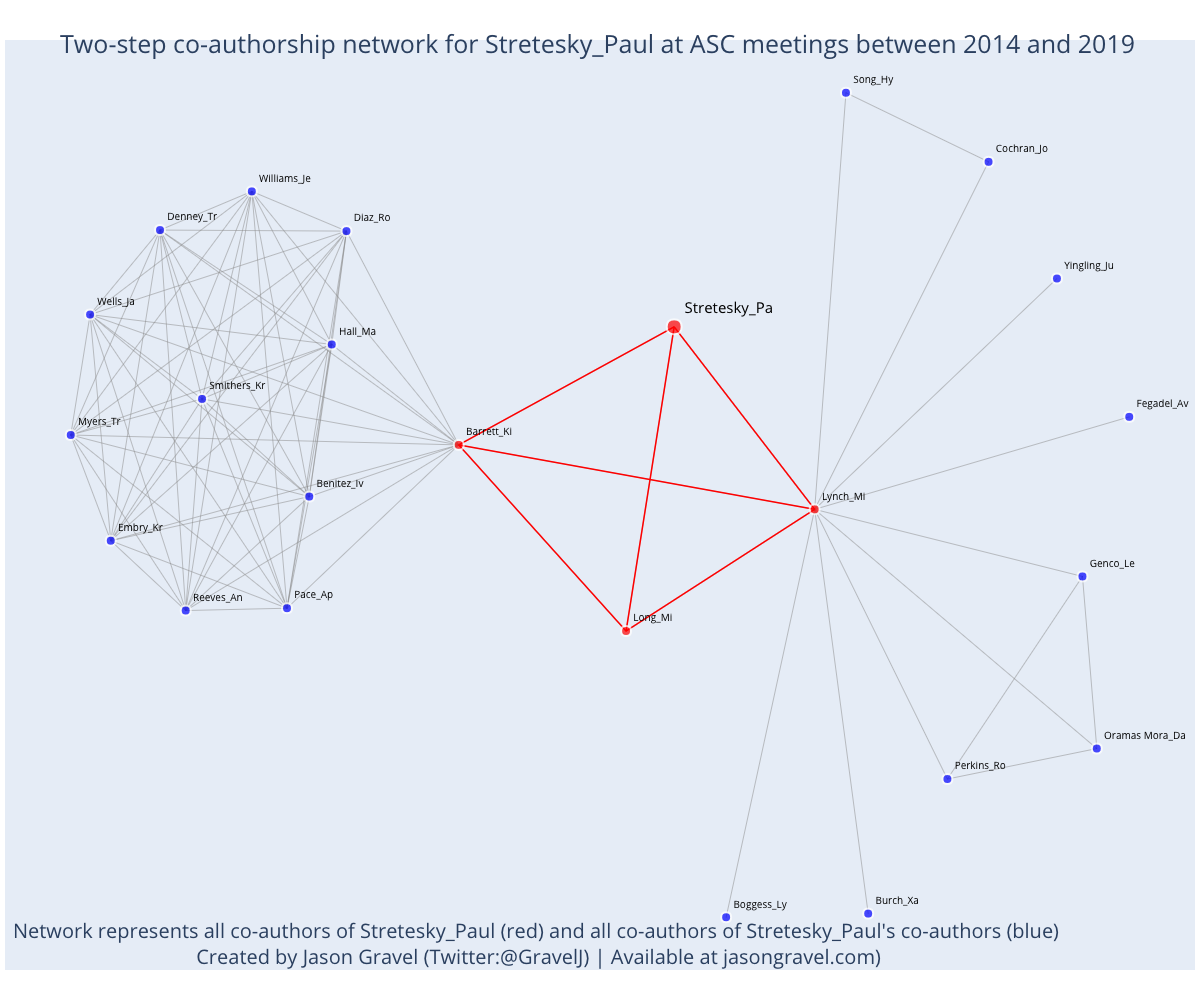 Two-step co-authorship network for Stretesky_Paul at ASC meetings between 2014 and 2019
Song_Hy
Cochran_Jo
Williams_Je
Denney_Tr
Diaz_Ro
Yingling_Ju
Wells_Ja
Stretesky_Pa
Hall_Ma
Smithers_Kr
Fegadel_Av
Myers_Tr
Barrett_Ki
Benitez_Iv
Lynch_Mi
Embry_Kr
Genco_Le
Reeves_An
Pace_Ap
Long_Mi
Oramas Mora_Da
Perkins_Ro
Boggess_Ly
Burch_Xa
Network represents all co-authors of Stretesky_Paul (red) and all co-authors of Stretesky_Paul's co-authors (blue)
Created by Jason Gravel (Twitter:@GravelJ) | Available at jasongravel.com)